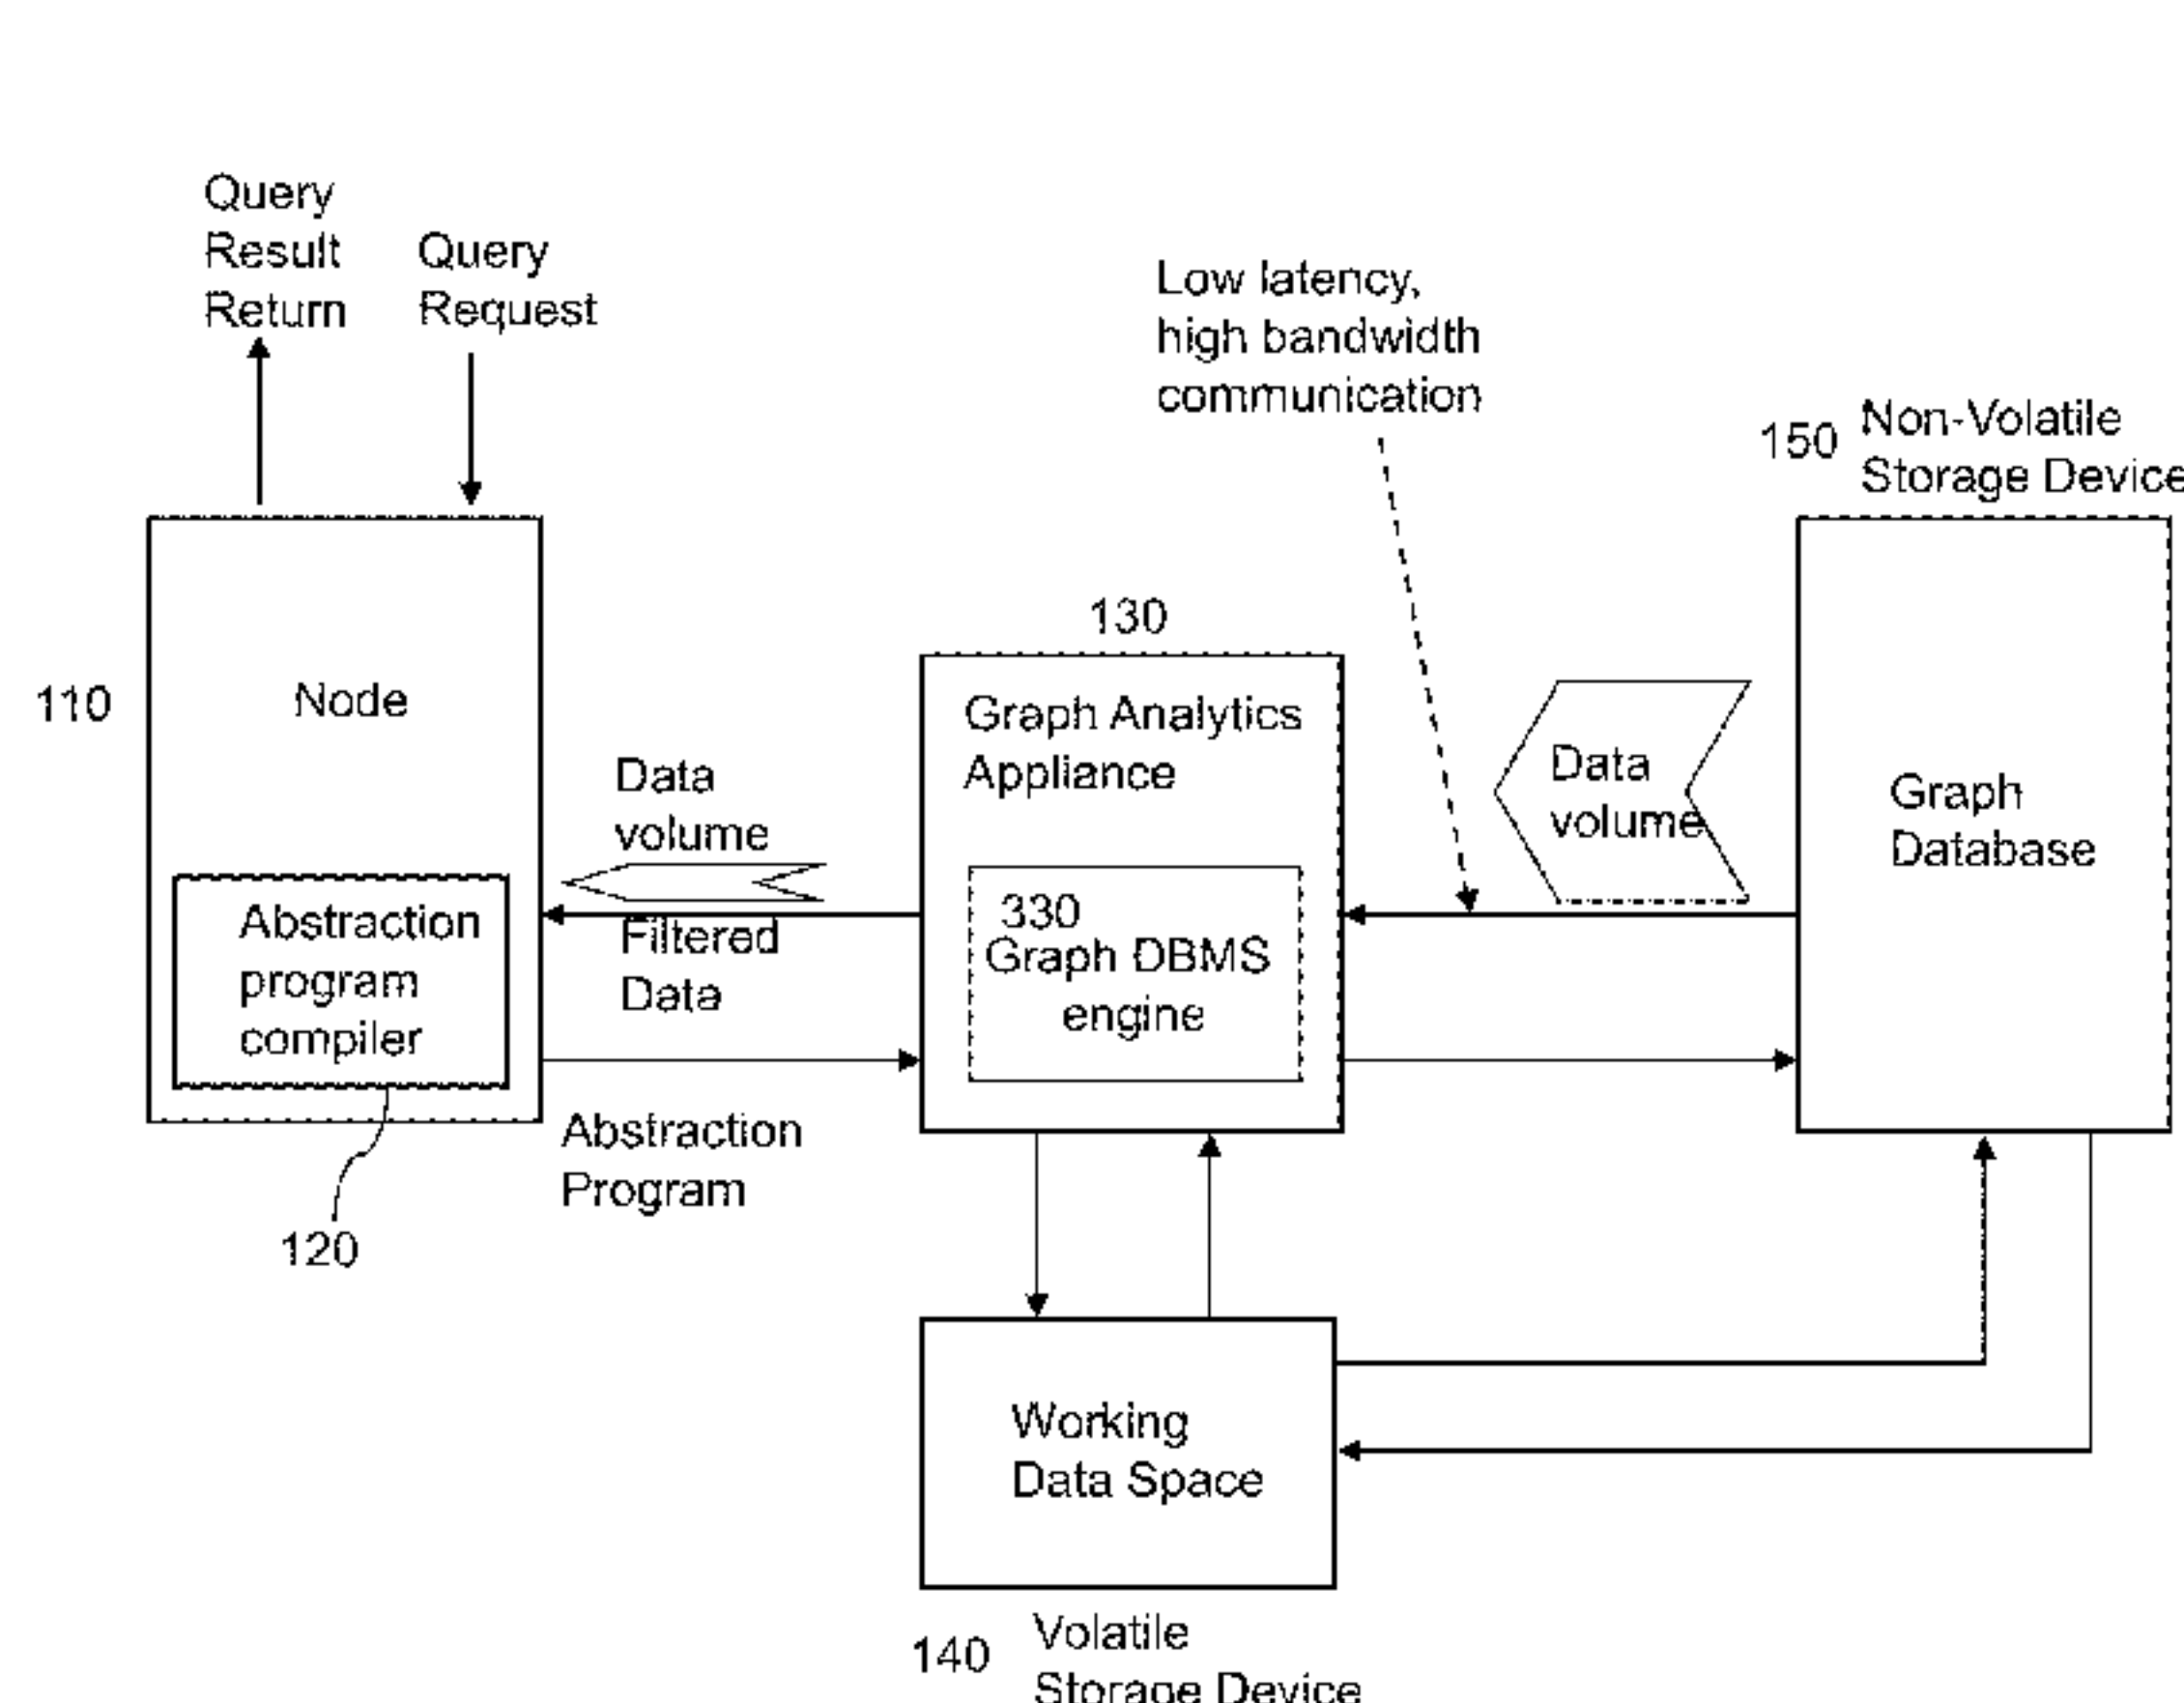 Query
Result
Return
Query
Request
Low latency,
high bandwidth
communication
150
Non-Volatile
Storage Device
130
110
Node
Graph Analytics
Appliance
Data
volume
Data
volume
Graph
Database
330
Graph DBMS
engine
Abstraction
program
compiler
Filtered
Data
Abstraction
Program
120
Working
Data Space
140
Volatile
Storage Device